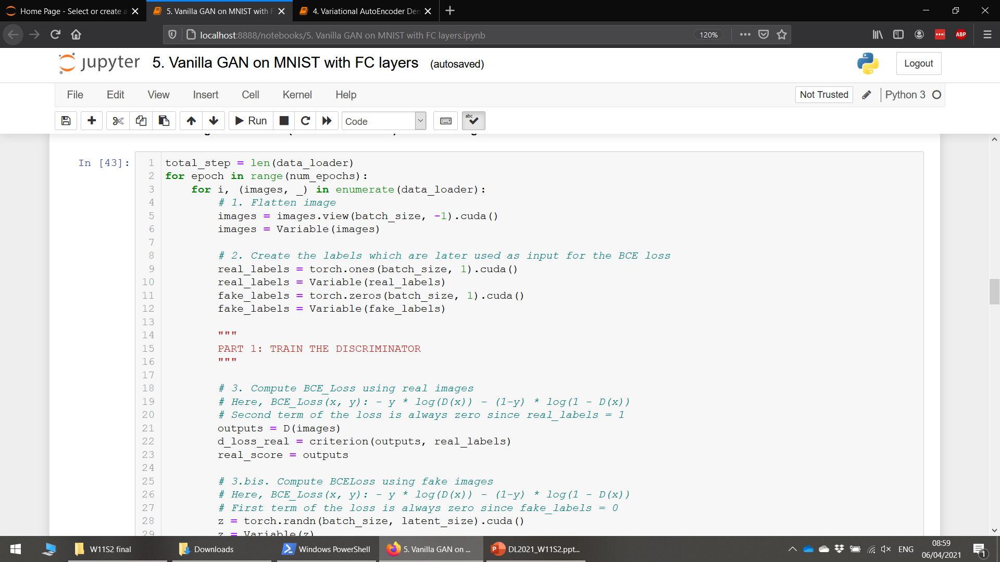 Home Page - Select or create a
5. Vanilla GAN on MNIST with F
4. Variational AutoEncoder Den
localhost:8888/notebooks/5. Vanilla GAN on MNIST with FC layers.ipynb
120%
ABP
jupyter 5. Vanilla GAN on MNIST with FC layers (autosaved)
Logout
File Edit View Insert Cell Kernel Help
Not Trusted
Python 3
Run
Code
abc
In [43]:
1 total_step = len(data_loader)
2 for epoch in range(num_epochs):
3 for i, (images, _) in enumerate(data_loader):
4 # 1. Flatten image
5 images = images.view(batch_size, -1).cuda()
6 images = Variable(images)
7
8 # 2. Create the labels which are later used as input for the BCE loss
9 real_labels = torch.ones(batch_size, 1).cuda()
10 real_labels = Variable(real_labels)
11 fake_labels = torch.zeros(batch_size, 1).cuda()
12 fake_labels = Variable(fake_labels)
13
14 """
15 PART 1: TRAIN THE DISCRIMINATOR
16 """
17
18 # 3. Compute BCE_Loss using real images
19 # Here, BCE_Loss(x, y): - y * log(D(x)) - (1-y) * log(1 - D(x))
20 # Second term of the loss is always zero since real_labels = 1
21 outputs = D(images)
22 d_loss_real = criterion(outputs, real_labels)
23 real_score = outputs
24
25 # 3.bis. Compute BCELoss using fake images
26 # Here, BCE_Loss(x, y): - y * log(D(x)) - (1-y) * log(1 - D(x))
27 # First term of the loss is always zero since fake_labels = 0
28 z = torch.randn(batch_size, latent_size).cuda()
29 z = Variable(z)
W11S2 final
Downloads
Windows PowerShell
5. Vanilla GAN on ...
DL2021_W11S2.ppt...
ENG
08:59
06/04/2021
1